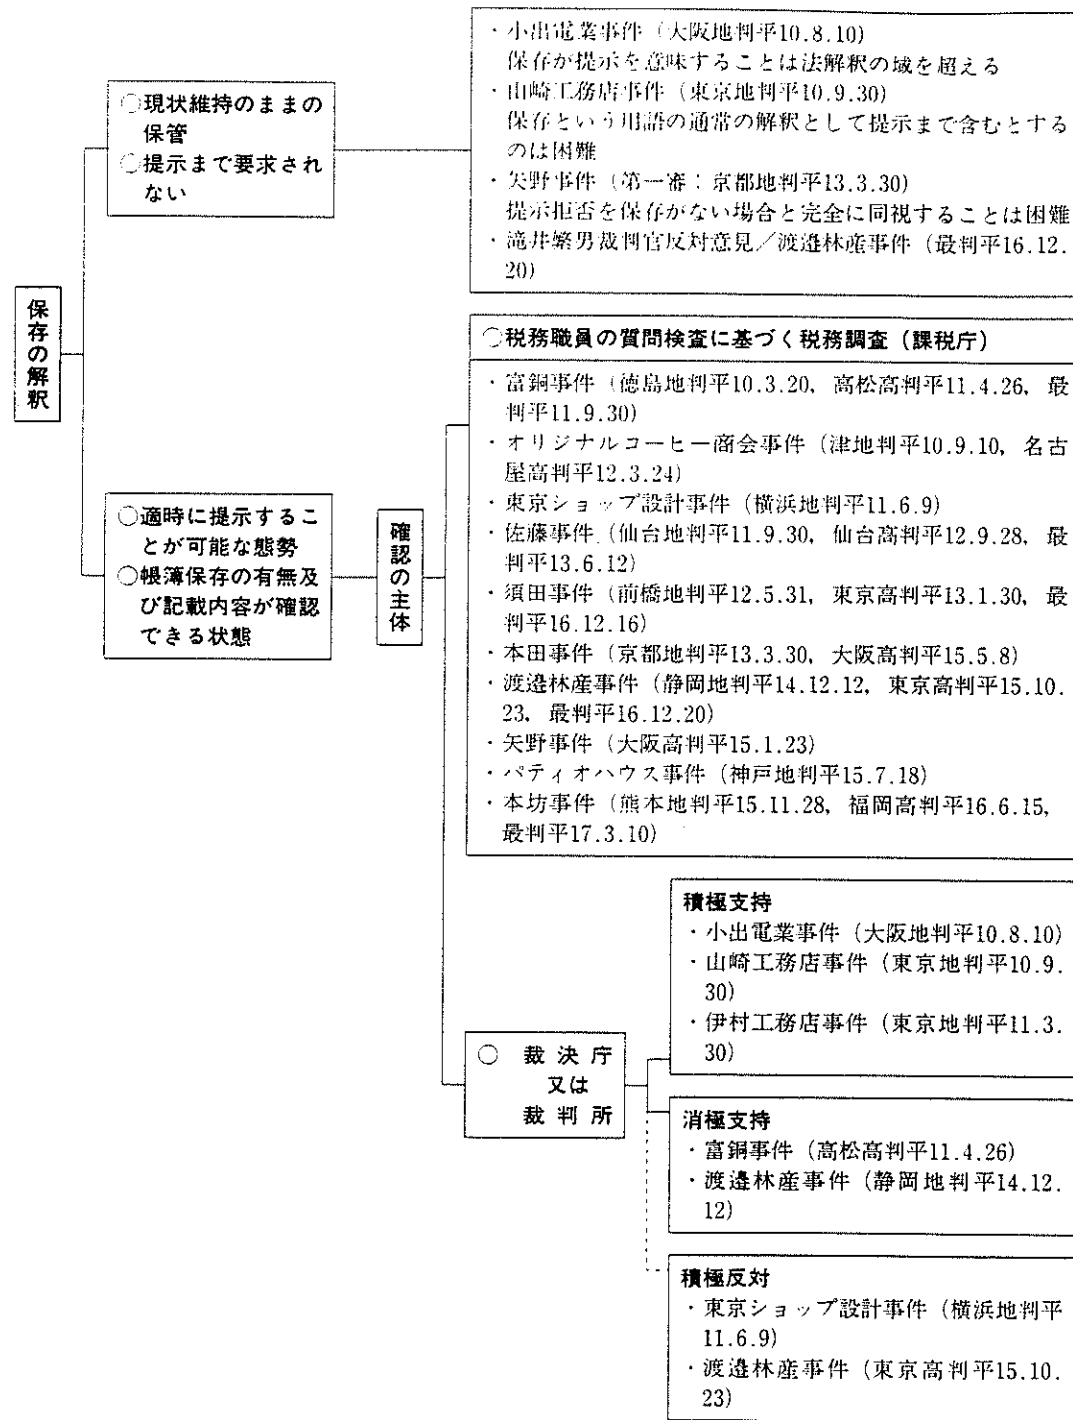 保存の解釈
○現状維持のままの
保管
○提示まで要求され
ない
・小出電業事件(大阪地判平10.8.10)
保存が提示を意味することは法解釈の域を超える
・山崎工務店事件(東京地判平10.9.30)
保存という用語の通常の解釈として提示まで含むとする
のは困難
・矢野事件(第一審:京都地判平13.3.30)
提示拒否を保存がない場合と完全に同視することは困難
・滝井繁男裁判官反対意見/渡邉林産事件(最判平16.12.
20)
○適時に提示するこ
とが可能な態勢
○帳簿保存の有無及
び記載内容が確認
できる状態
確認の主体
○税務職員の質問検査に基づく税務調査(課税庁)
・富銅事件(徳島地判平10.3.20,高松高判平11.4.26,最
判平11.9.30)
・オリジナルコーヒー商会事件(津地判平10.9.10,名古
屋高判平12.3.24)
・東京ショップ設計事件(横浜地判平11.6.9)
・佐藤事件(仙台地判平11.9.30,仙台高判平12.9.28,最
判平13.6.12)
・須田事件(前橋地判平12.5.31,東京高判平13.1.30,最
判平16.12.16)
・本田事件(京都地判平13.3.30,大阪高判平15.5.8)
・渡邉林産事件(静岡地判平14.12.12,東京高判平15.10.
23,最判平16.12.20)
・矢野事件(大阪高判平15.1.23)
・パティオハウス事件(神戸地判平15.7.18)
・本坊事件(熊本地判平15.11.28,福岡高判平16.6.15,
最判平17.3.10)
○ 裁決庁
又は
裁判所
積極支持
・小出電業事件(大阪地判平10.8.10)
・山崎工務店事件(東京地判平10.9.
30)
・伊村工務店事件(東京地判平11.3.
30)
消極支持
・富銅事件(高松高判平11.4.26)
・渡邉林産事件(静岡地判平14.12.
12)
積極反対
・東京ショップ設計事件(横浜地判平
11.6.9)
・渡邉林産事件(東京高判平15.10.
23)